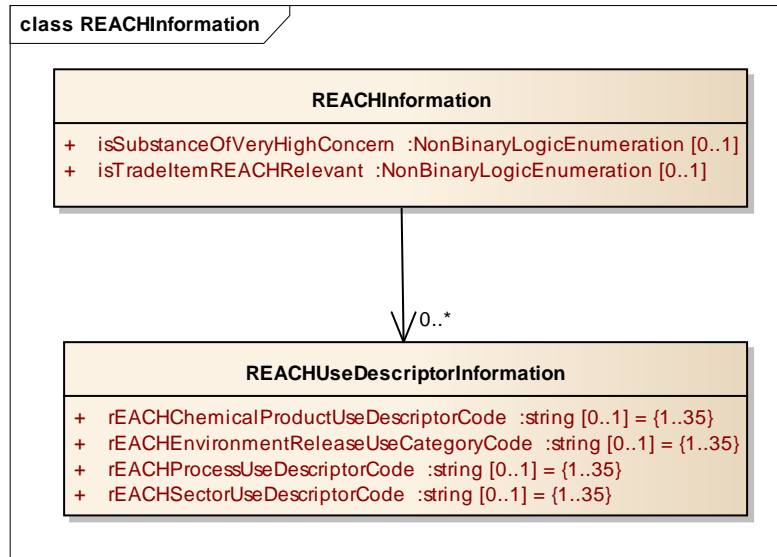 class REACHInformation
REACHInformation
+ isSubstanceOfVeryHighConcern :NonBinaryLogicEnumeration [0..1]
+ isTradeItemREACHRelevant :NonBinaryLogicEnumeration [0..1]
0..*
REACHUseDescriptorInformation
+ rEACHChemicalProductUseDescriptorCode :string [0..1] = {1..35}
+ rEACHEnvironmentReleaseUseCategoryCode :string [0..1] = {1..35}
+ rEACHProcessUseDescriptorCode :string [0..1] = {1..35}
+ rEACHSectorUseDescriptorCode :string [0..1] = {1..35}